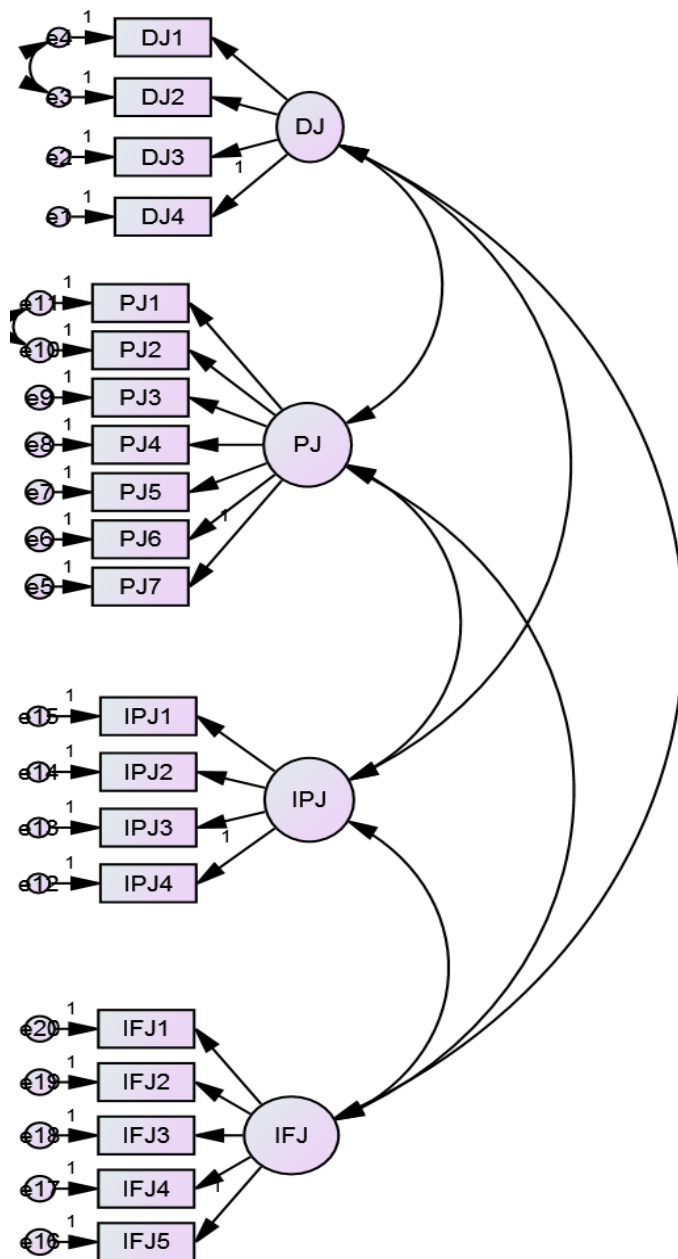 1
e4 DJ1
1
e3 DJ2
DJ
1
e2 DJ3
1
1
e1 DJ4
1
e11 PJ1
1
e10 PJ2
1
e9 PJ3
1
e8 PJ4
PJ
1
e7 PJ5
1
1
e6 PJ6
1
e5 PJ7
1
e15 IPJ1
1
e14 IPJ2
IPJ
1
e13 IPJ3
1
1
e12 IPJ4
1
e20 IFJ1
1
e19 IFJ2
1
e18 IFJ3
IFJ
1
e17 IFJ4
1
1
e16 IFJ5